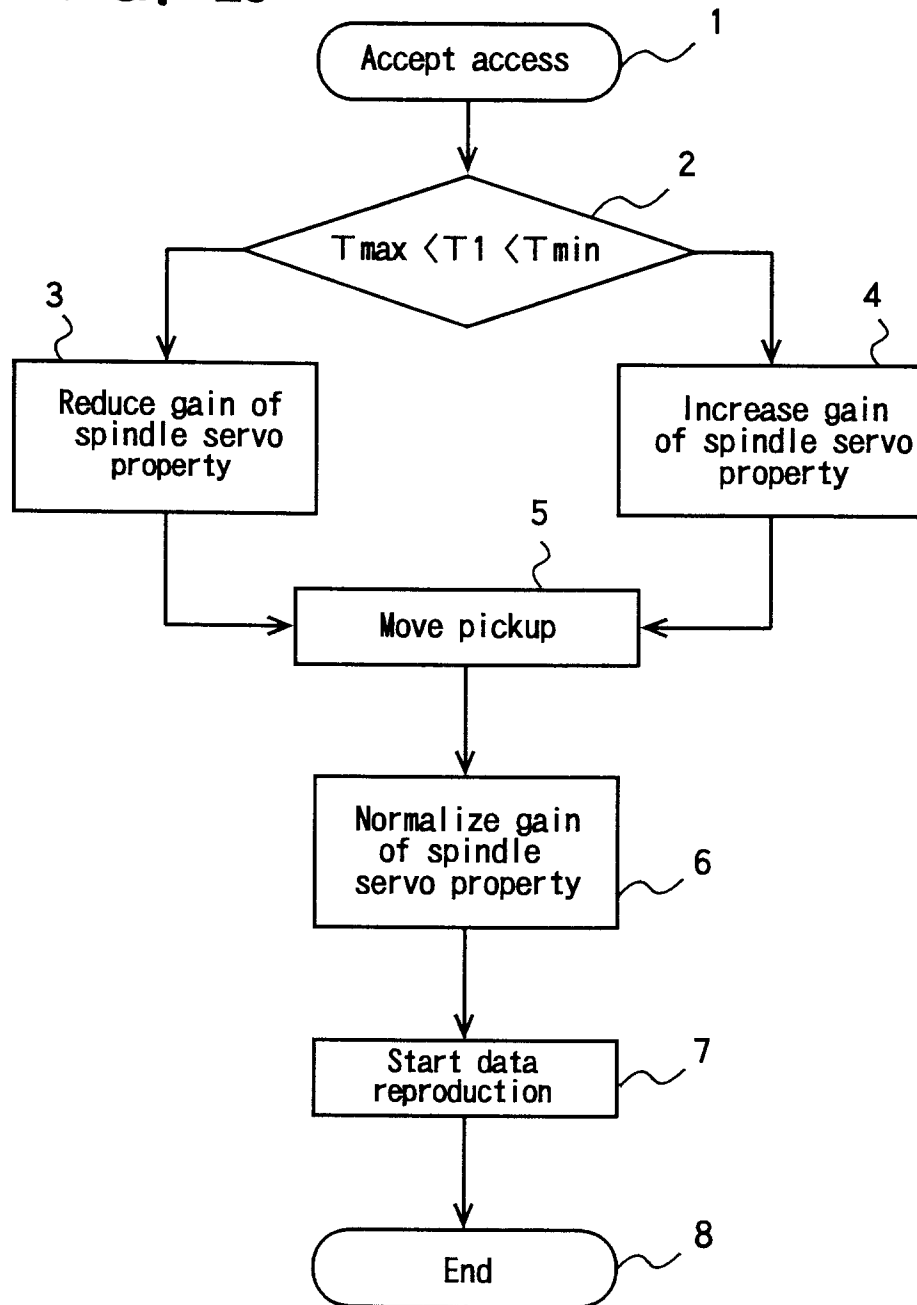 1
Accept access
2
Tmax <T1 <Tmin
3
4
Reduce gain of
spindle servo
property
Increase gain
of spindle servo
property
5
Move pickup
Normalize gain
of spindle
servo property
6
Start data
reproduction
7
End
8